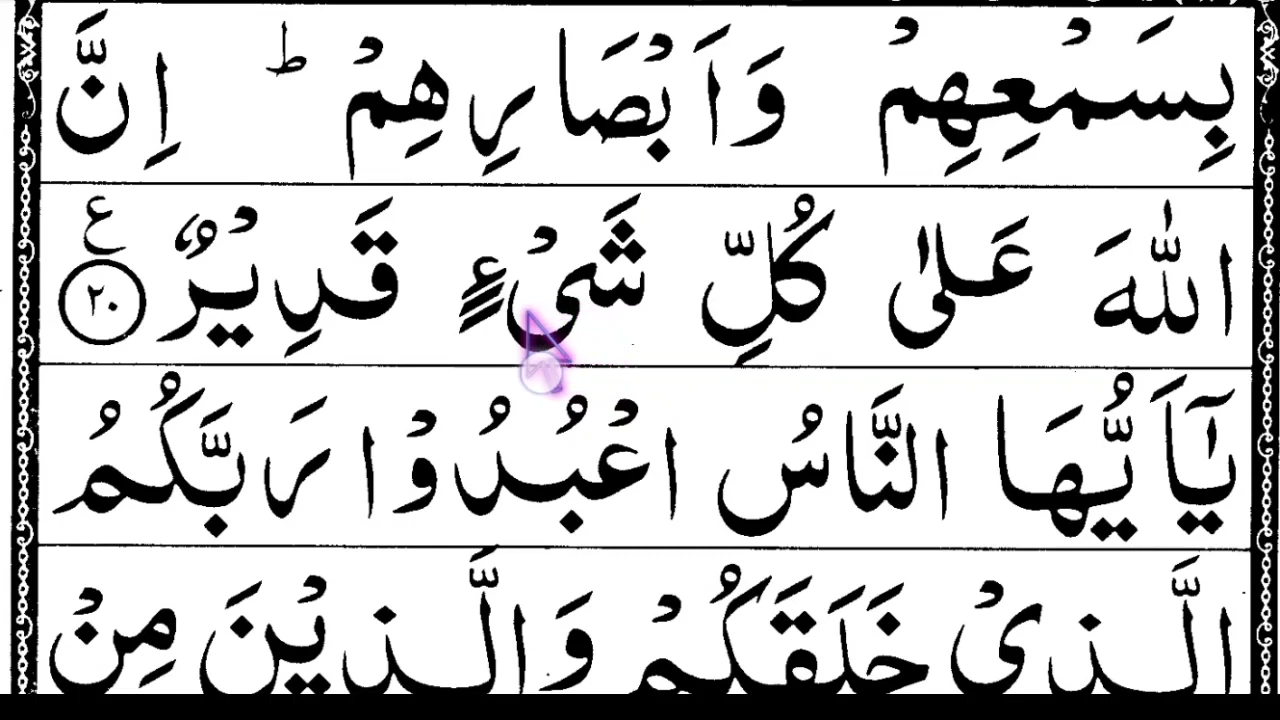 بِسَمْعِهِمْ وَاَبْصَارِهِمْ ؕ اِنَّ
اللّٰهَ عَلٰى كُلِّ شَیْءٍ قَدِیْرٌ ۠ ع ﴿۲۰﴾
یٰۤاَیُّهَا النَّاسُ اعْبُدُوْا رَبَّكُمُ
الَّذِیْ خَلَقَكُمْ وَالَّذِیْنَ مِنْ